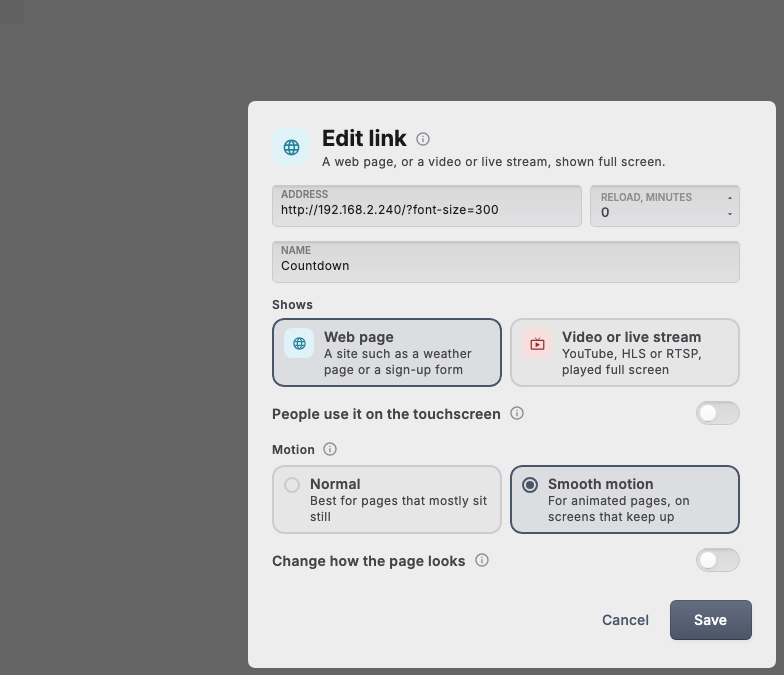 Edit link
A web page, or a video or live stream, shown full screen.
ADDRESS
http://192.168.2.240/?font-size=300
RELOAD, MINUTES
0
NAME
Countdown
Shows
Web page
A site such as a weather
page or a sign-up form
Video or live stream
YouTube, HLS or RTSP,
played full screen
People use it on the touchscreen
Motion
Normal
Best for pages that mostly sit
still
Smooth motion
For animated pages, on
screens that keep up
Change how the page looks
Cancel
Save